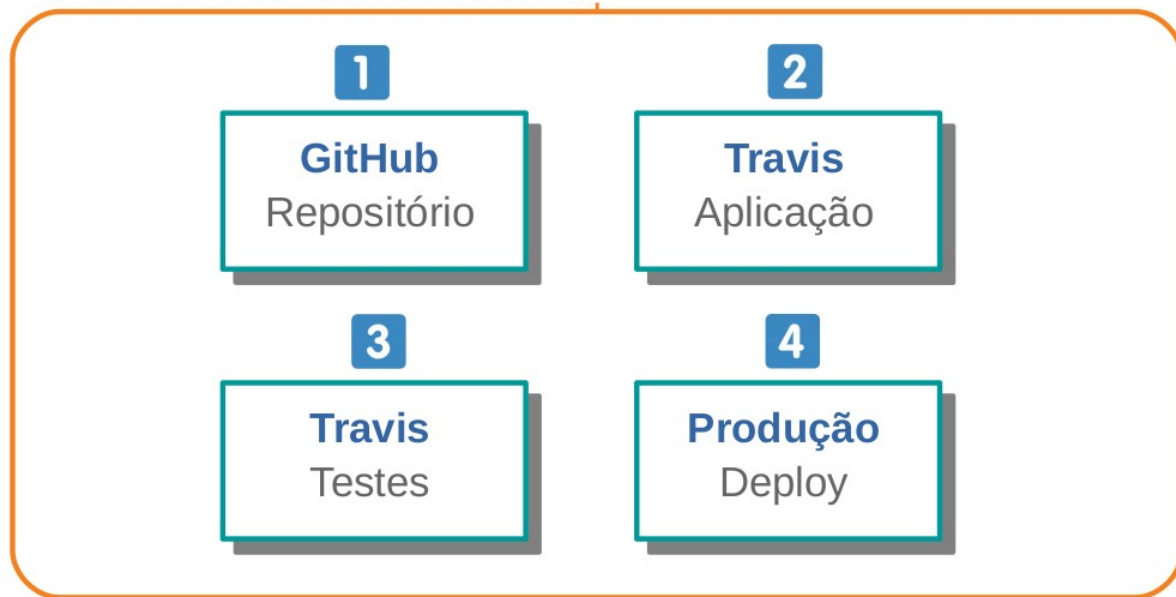 1
GitHub
Repositório
2
Travis
Aplicação
3
Travis
Testes
4
Produção
Deploy